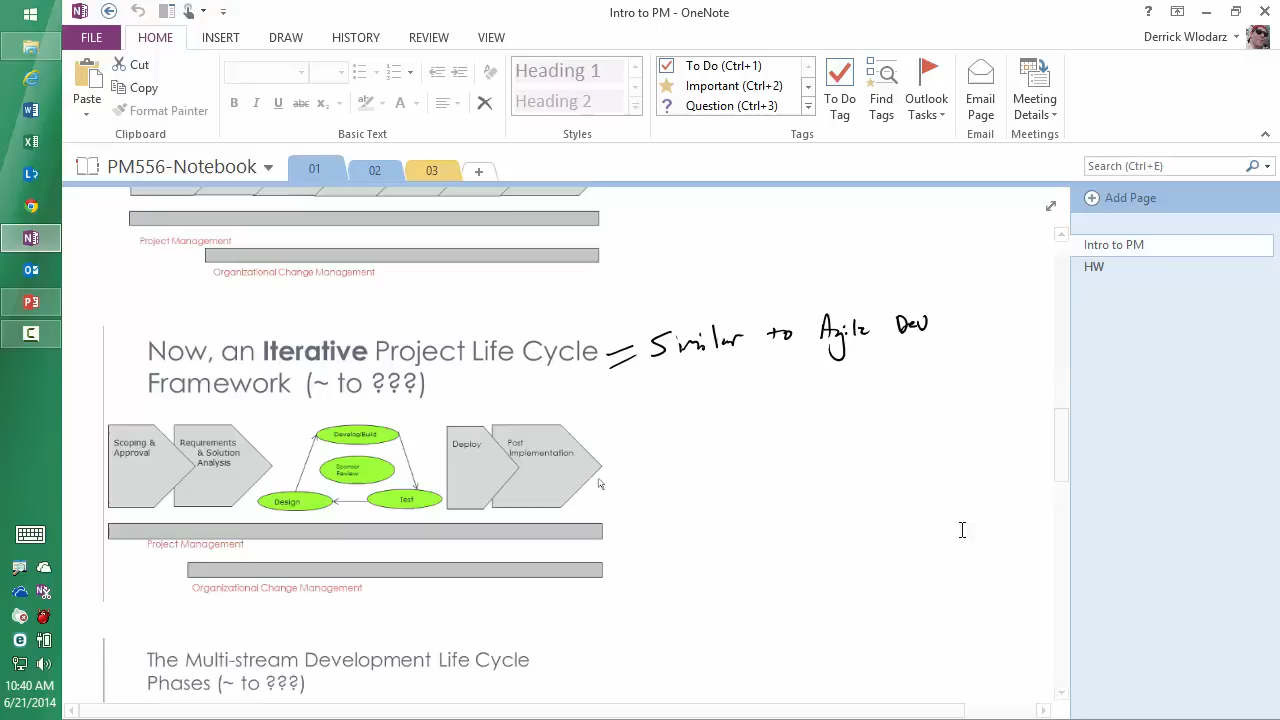 Intro to PM - OneNote
FILE HOME INSERT DRAW HISTORY REVIEW VIEW
Derrick Wlodarz
Paste
Cut
Copy
Format Painter
Clipboard
B I U abc x₂ A
Basic Text
Heading 1
Heading 2
Styles
To Do (Ctrl+1)
Important (Ctrl+2)
Question (Ctrl+3)
To Do Tag
Find Tags
Outlook Tasks
Tags
Email Page
Email
Meeting Details
Meetings
PM556-Notebook 01 02 03
Search (Ctrl+E)
Add Page
Intro to PM
HW
Project Management
Organizational Change Management
Now, an Iterative Project Life Cycle
Framework (~ to ???)
= Similar to Agile Dev
Scoping &
Approval
Requirements
& Solution
Analysis
Develop/Build
Sponsor
Review
Design
Test
Deploy
Post
Implementation
Project Management
Organizational Change Management
The Multi-stream Development Life Cycle
Phases (~ to ???)
10:40 AM
6/21/2014